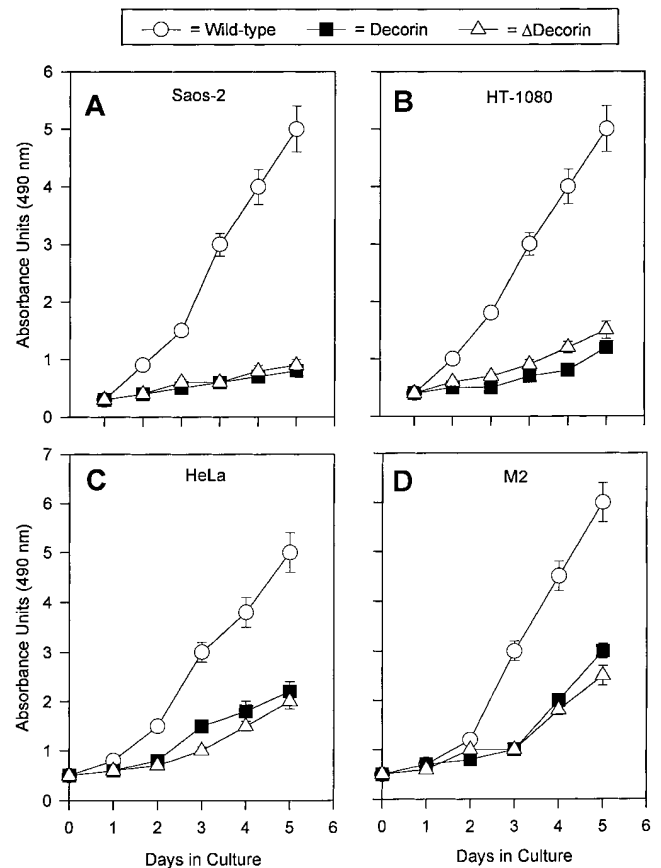 = Wild-type = Decorin = ΔDecorin
A Saos-2
B HT-1080
6
5
4
3
2
1
0
Absorbance Units (490 nm)
C HeLa
D M2
7
6
5
4
3
2
1
0
Absorbance Units (490 nm)
0 1 2 3 4 5 6
0 1 2 3 4 5 6
Days in Culture
Days in Culture